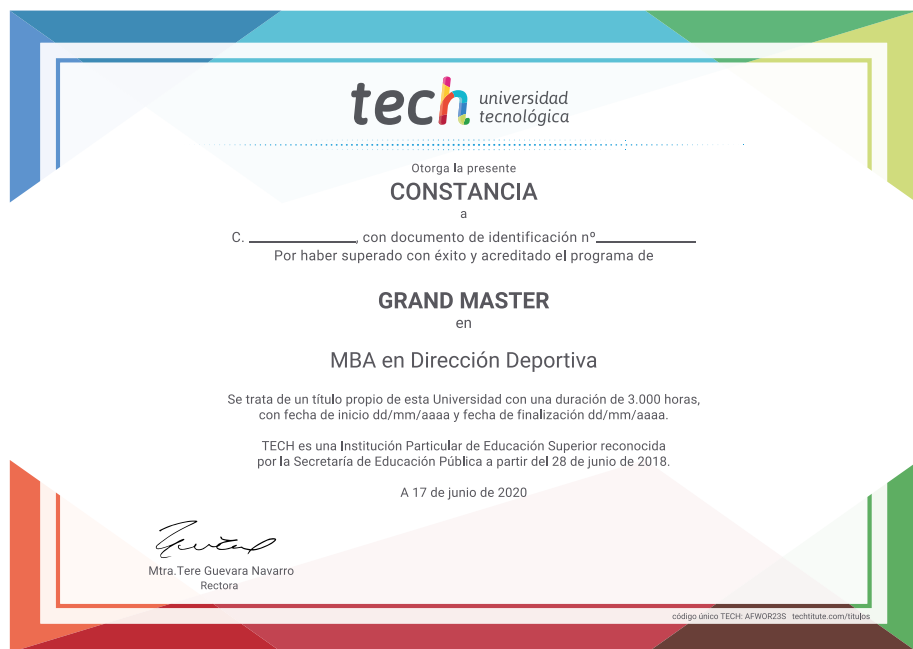 tech universidad
tecnológica
Otorga la presente
CONSTANCIA
a
C. ____________, con documento de identificación nº____________
Por haber superado con éxito y acreditado el programa de
GRAND MASTER
en
MBA en Dirección Deportiva
Se trata de un título propio de esta Universidad con una duración de 3.000 horas,
con fecha de inicio dd/mm/aaaa y fecha de finalización dd/mm/aaaa.
TECH es una Institución Particular de Educación Superior reconocida
por la Secretaría de Educación Pública a partir del 28 de junio de 2018.
A 17 de junio de 2020
Mtra.Tere Guevara Navarro
Rectora
código único TECH: AFWOR23S techtitute.com/titulos